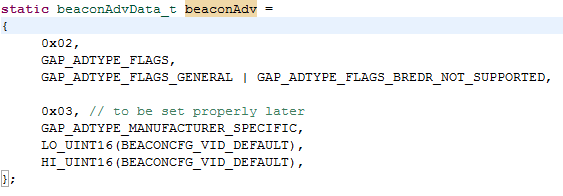 static beaconAdvData_t beaconAdv =
{
    0x02,
    GAP_ADTYPE_FLAGS,
    GAP_ADTYPE_FLAGS_GENERAL | GAP_ADTYPE_FLAGS_BREDR_NOT_SUPPORTED,

    0x03, // to be set properly later
    GAP_ADTYPE_MANUFACTURER_SPECIFIC,
    LO_UINT16(BEACONCFG_VID_DEFAULT),
    HI_UINT16(BEACONCFG_VID_DEFAULT),
};